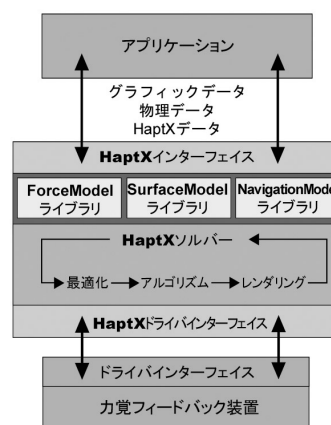 アプリケーション
グラフィックデータ
物理データ
HaptXデータ
HaptXインターフェイス
ForceModel
ライブラリ
SurfaceModel
ライブラリ
NavigationMode
ライブラリ
HaptXソルバー
最適化
アルゴリズム
レンダリング
HaptXドライバインターフェイス
ドライバインターフェイス
力覚フィードバック装置